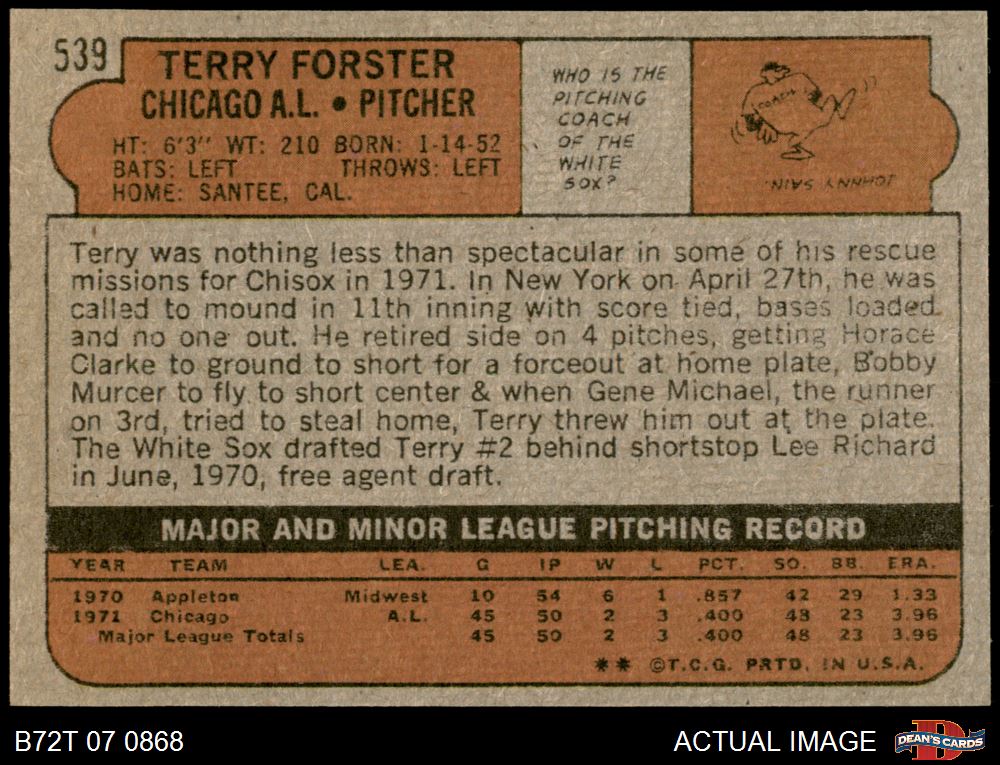 539
TERRY FORSTER
CHICAGO A.L. • PITCHER
HT: 6'3" WT: 210 BORN: 1-14-52
BATS: LEFT THROWS: LEFT
HOME: SANTEE, CAL.
WHO IS THE
PITCHING
COACH
OF THE
WHITE
SOX?
COACH
JOHNNY SAIN.
Terry was nothing less than spectacular in some of his rescue
missions for Chisox in 1971. In New York on April 27th, he was
called to mound in 11th inning with score tied, bases loaded
and no one out. He retired side on 4 pitches, getting Horace
Clarke to ground to short for a forceout at home plate, Bobby
Murcer to fly to short center & when Gene Michael, the runner
on 3rd, tried to steal home, Terry threw him out at the plate.
The White Sox drafted Terry #2 behind shortstop Lee Richard
in June, 1970, free agent draft.
MAJOR AND MINOR LEAGUE PITCHING RECORD
YEAR TEAM LEA. G IP W L PCT. SO. BB. ERA.
1970 Appleton Midwest 10 54 6 1 .857 42 29 1.33
1971 Chicago A.L. 45 50 2 3 .400 48 23 3.96
Major League Totals 45 50 2 3 .400 48 23 3.96
** ©T.C.G. PRTD. IN U.S.A.
B72T 07 0868
ACTUAL IMAGE
DEAN'S CARDS